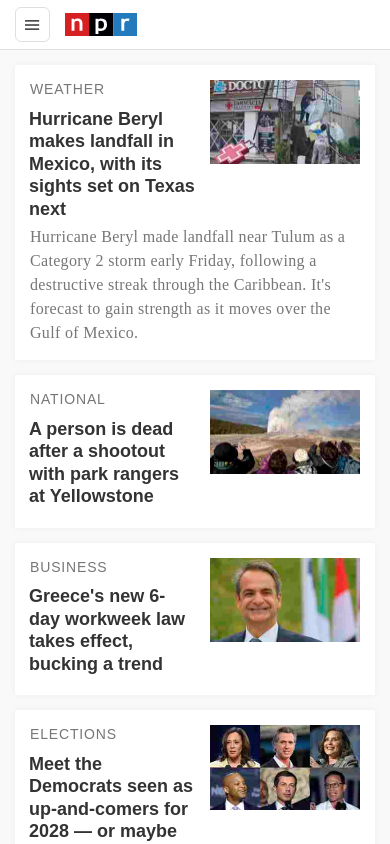 npr
WEATHER
Hurricane Beryl
makes landfall in
Mexico, with its
sights set on Texas
next
DOCTO
Hurricane Beryl made landfall near Tulum as a
Category 2 storm early Friday, following a
destructive streak through the Caribbean. It's
forecast to gain strength as it moves over the
Gulf of Mexico.
NATIONAL
A person is dead
after a shootout
with park rangers
at Yellowstone
BUSINESS
Greece's new 6-
day workweek law
takes effect,
bucking a trend
ELECTIONS
Meet the
Democrats seen as
up-and-comers for
2028 — or maybe